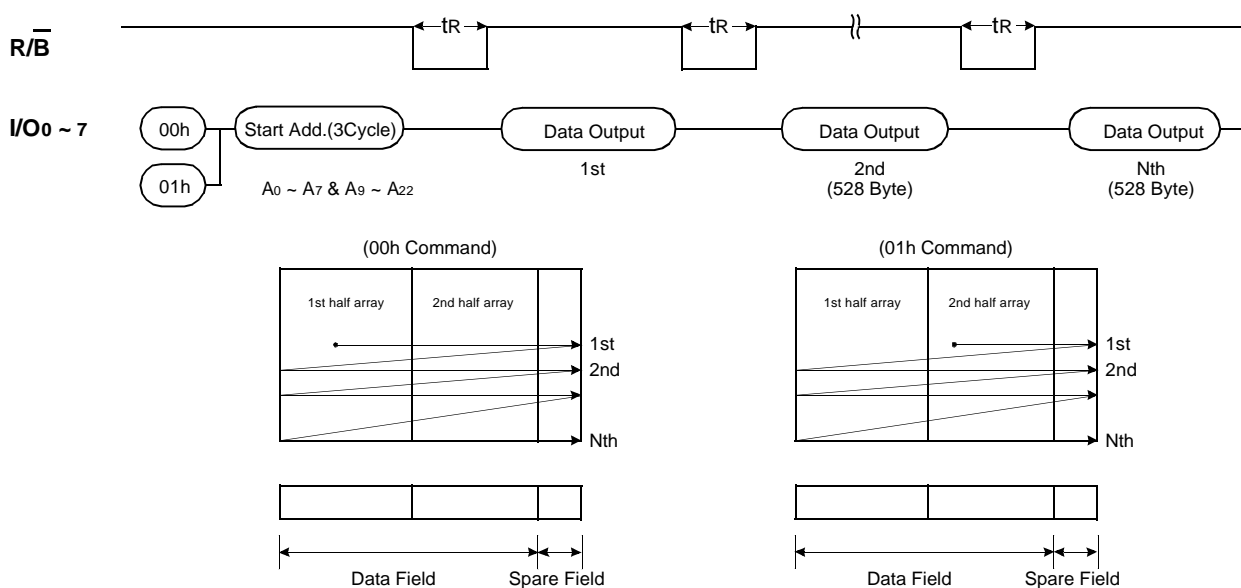 tR tR tR
R/B
I/O0 ~ 7 00h Start Add.(3Cycle) Data Output Data Output Data Output
01h A0 ~ A7 & A9 ~ A22 1st 2nd Nth
(528 Byte) (528 Byte)
(00h Command) (01h Command)
1st half array 2nd half array 1st half array 2nd half array
1st 1st
2nd 2nd
Nth Nth
Data Field Spare Field Data Field Spare Field